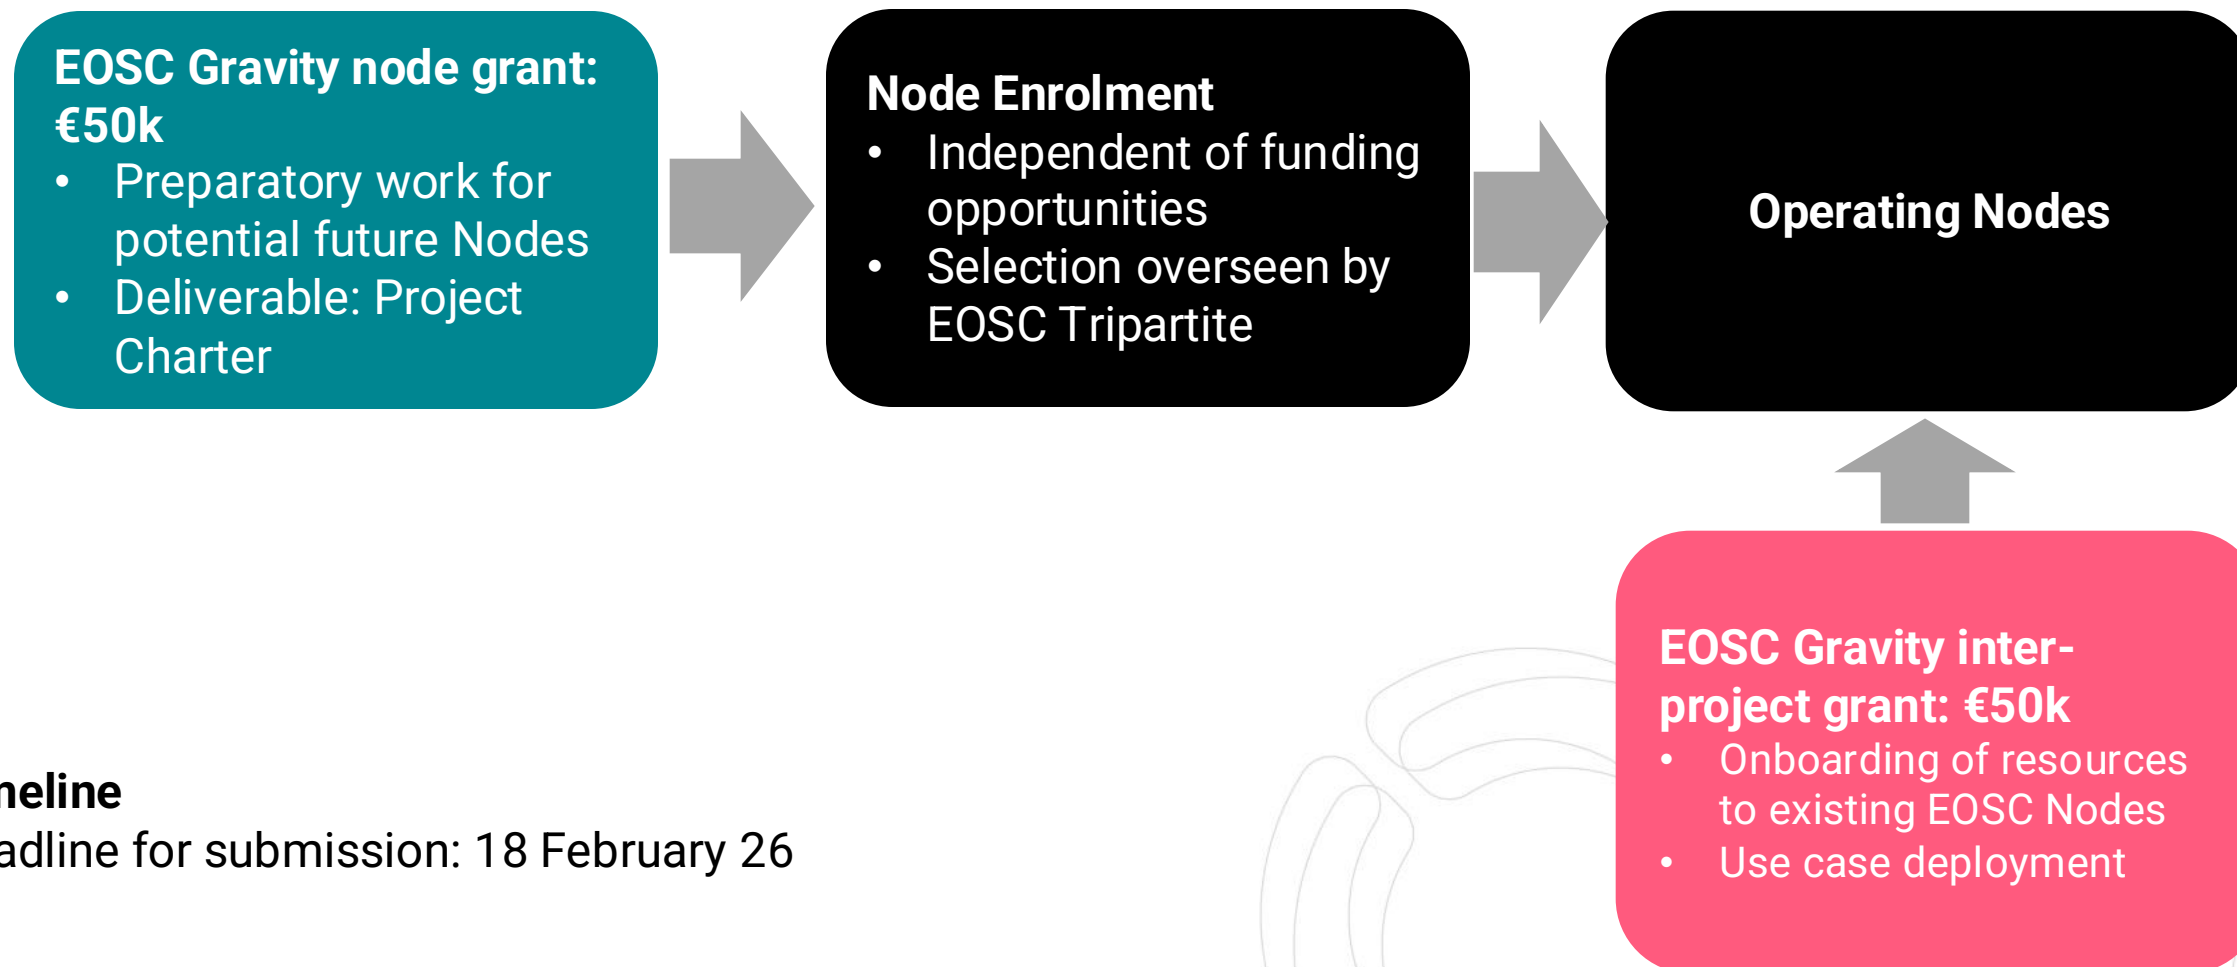 EOSC Gravity node grant:
€50k
• Preparatory work for
potential future Nodes
• Deliverable: Project
Charter
Node Enrolment
• Independent of funding
opportunities
• Selection overseen by
EOSC Tripartite
Operating Nodes
EOSC Gravity inter-
project grant: €50k
• Onboarding of resources
to existing EOSC Nodes
• Use case deployment
meline
adline for submission: 18 February 26